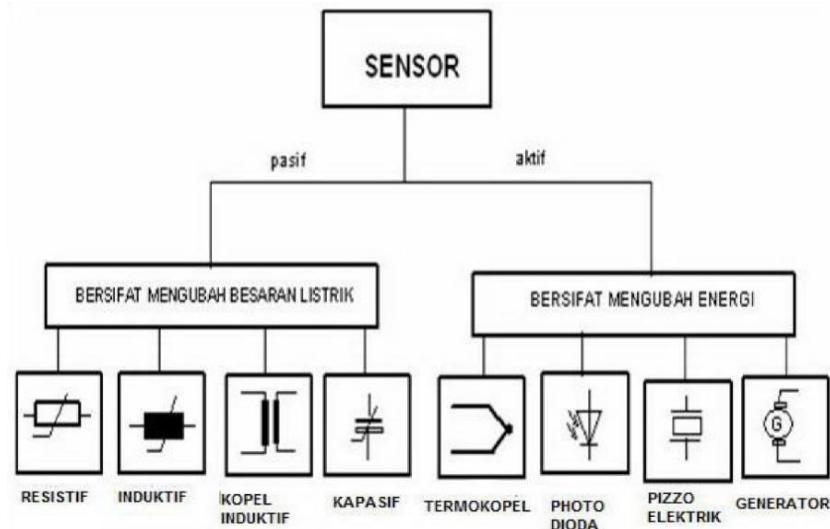 SENSOR
pasif
aktif
BERSIFAT MENGUBAH BESARAN LISTRIK
BERSIFAT MENGUBAH ENERGI
G
RESISTIF
INDUKTIF
KOPEL
INDUKTIF
KAPASIF
TERMOKOPEL
PHOTO
DIODA
PIZZO
ELEKTRIK
GENERATOR